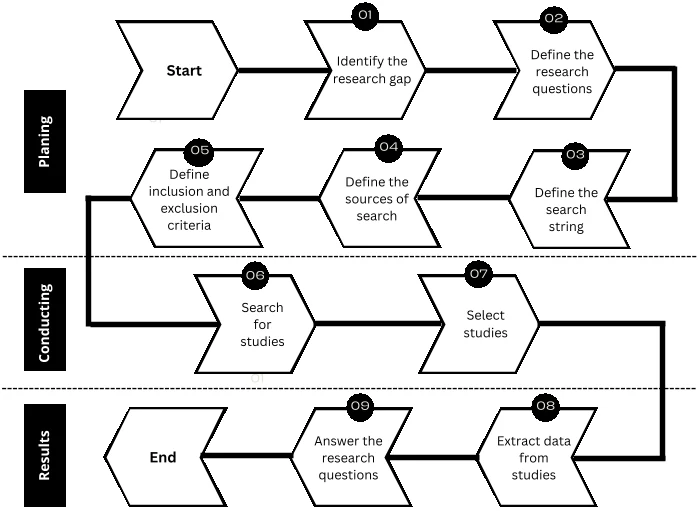 Planing
Start
01
Identify the
research gap
02
Define the
research
questions
03
Define the
search
string
04
Define the
sources of
search
05
Define
inclusion and
exclusion
criteria
Conducting
06
Search
for
studies
07
Select
studies
01
Results
08
Extract data
from
studies
09
Answer the
research
questions
End